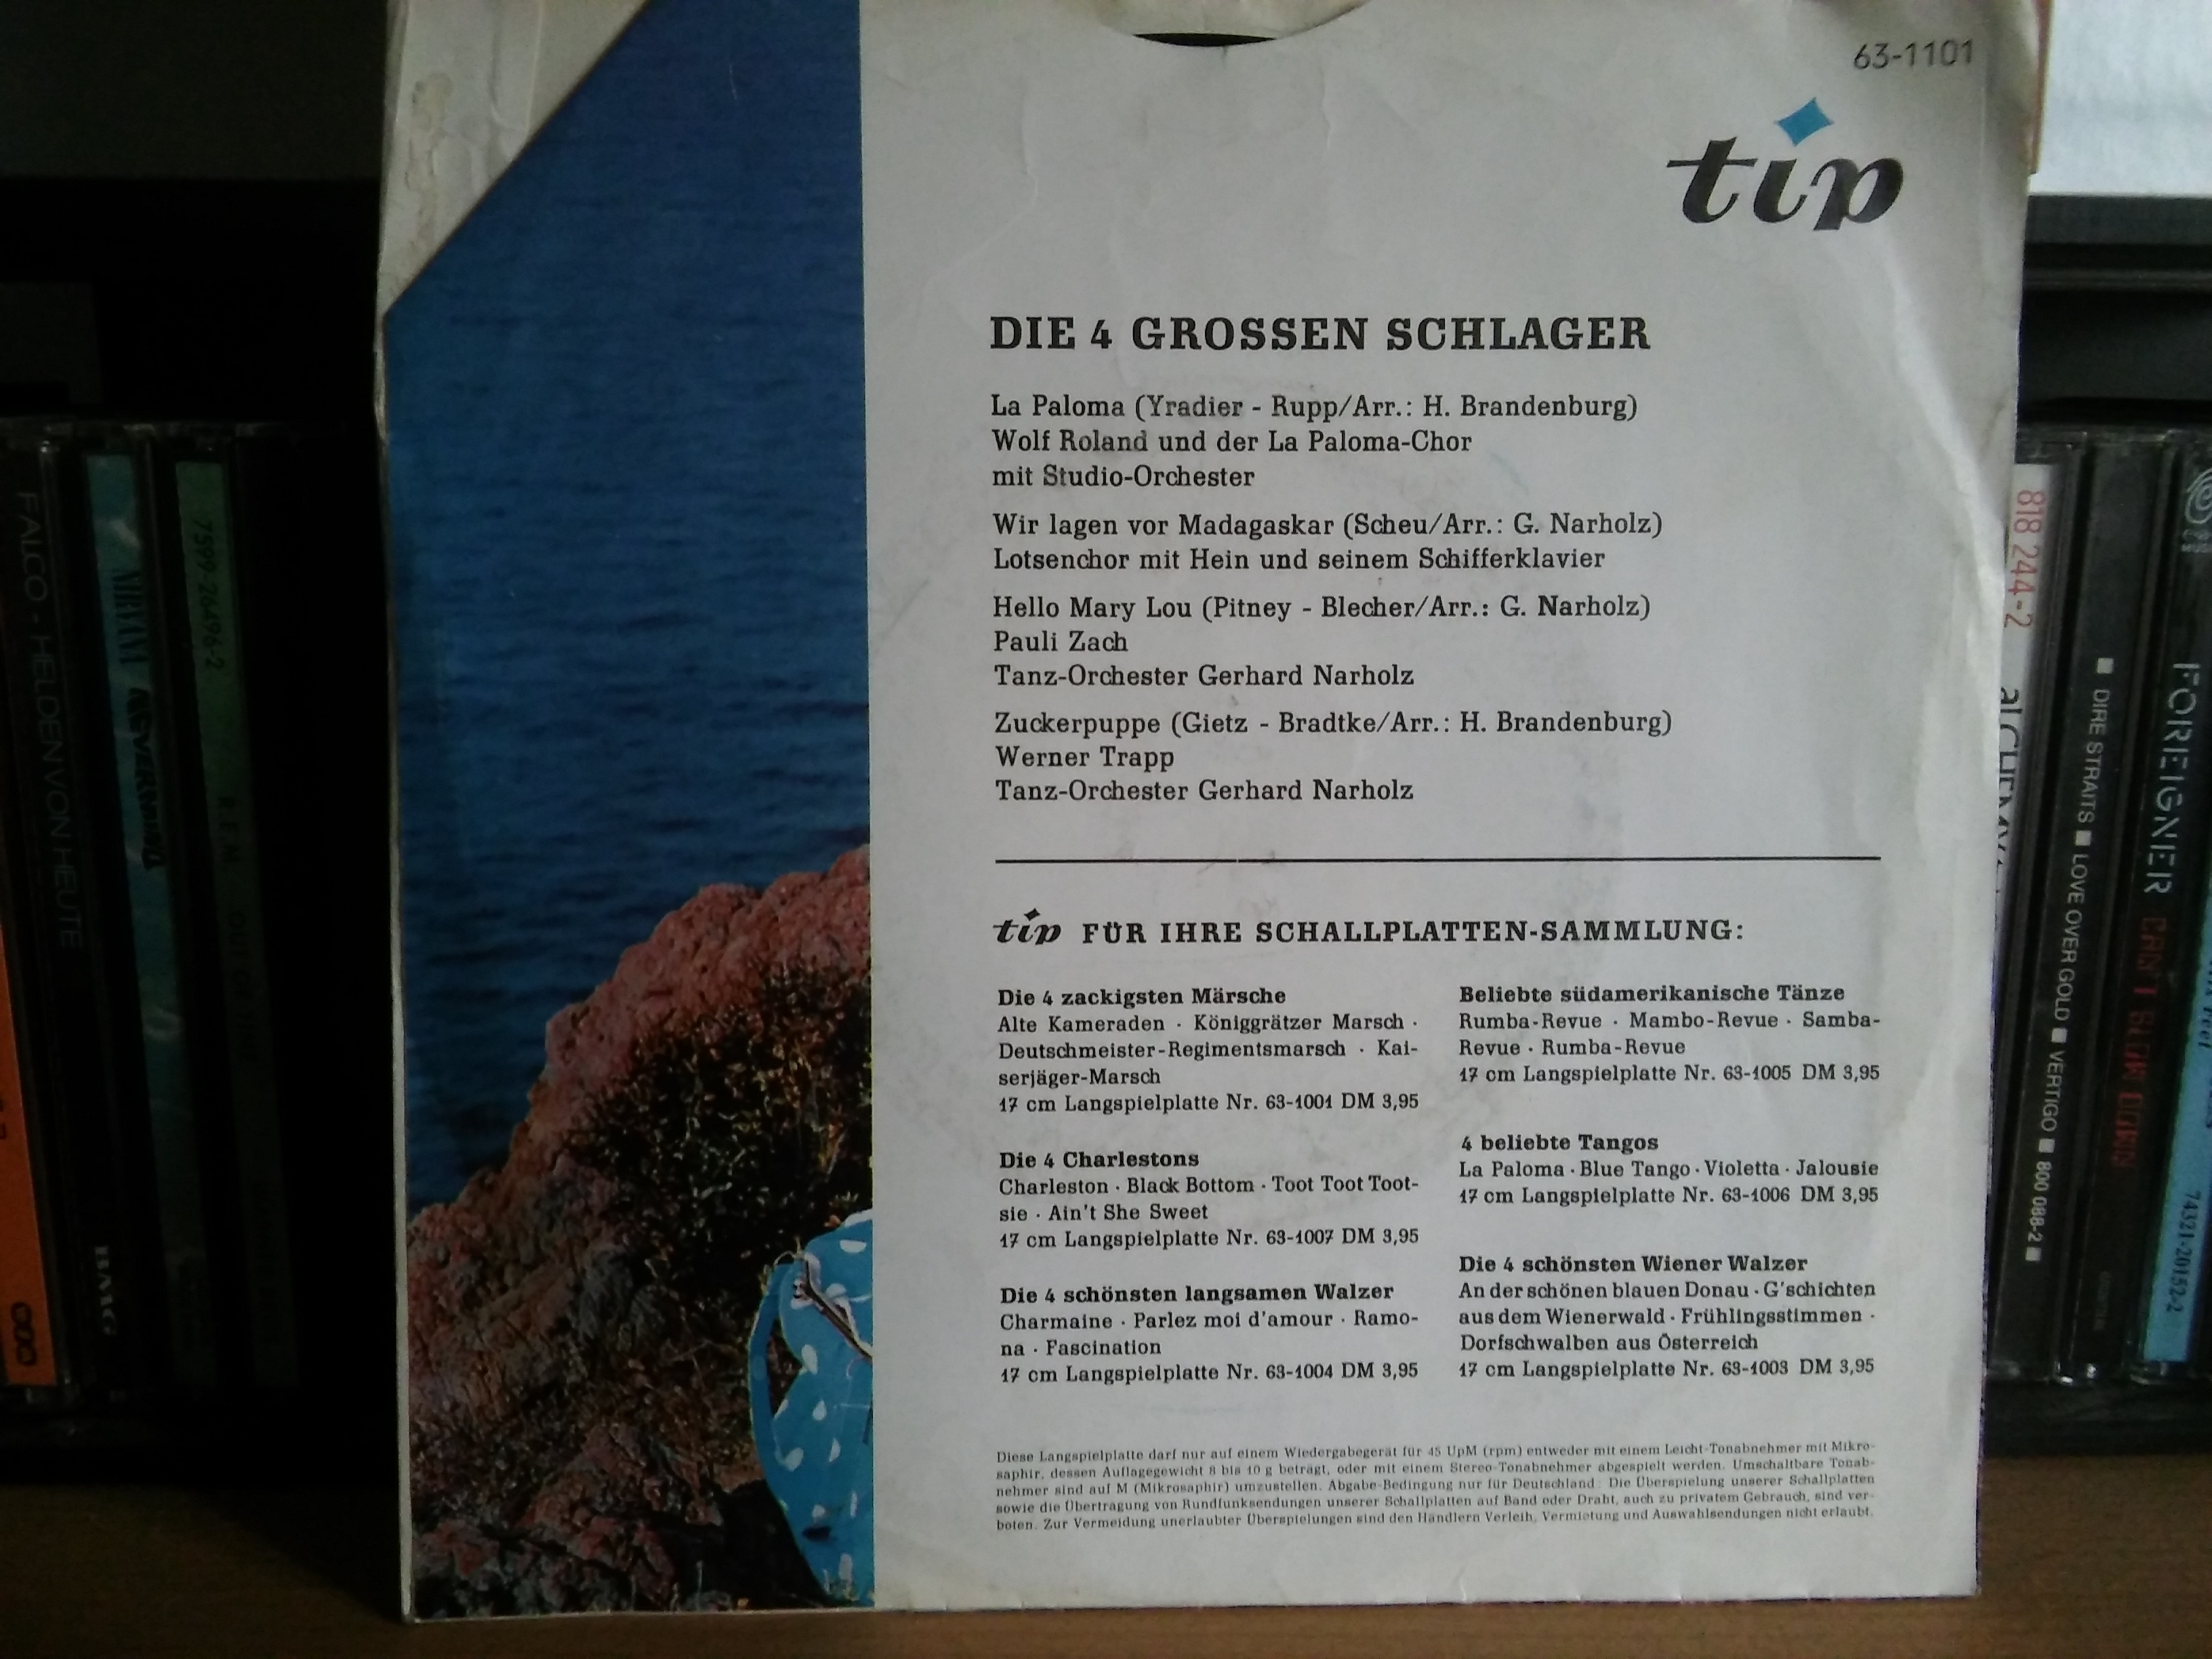 63-1101
tip
DIE 4 GROSSEN SCHLAGER
La Paloma (Yradier - Rupp/Arr.: H. Brandenburg)
Wolf Roland und der La Paloma-Chor
mit Studio-Orchester
Wir lagen vor Madagaskar (Scheu/Arr.: G. Narholz)
Lotsenchor mit Hein und seinem Schifferklavier
Hello Mary Lou (Pitney - Blecher/Arr.: G. Narholz)
Pauli Zach
Tanz-Orchester Gerhard Narholz
Zuckerpuppe (Gietz - Bradtke/Arr.: H. Brandenburg)
Werner Trapp
Tanz-Orchester Gerhard Narholz
tip FÜR IHRE SCHALLPLATTEN-SAMMLUNG:
Die 4 zackigsten Märsche
Alte Kameraden · Königgrätzer Marsch ·
Deutschmeister-Regimentsmarsch · Kai-
serjäger-Marsch
17 cm Langspielplatte Nr. 63-1001 DM 3,95
Die 4 Charlestons
Charleston · Black Bottom · Toot Toot Toot-
sie · Ain't She Sweet
17 cm Langspielplatte Nr. 63-1007 DM 3,95
Die 4 schönsten langsamen Walzer
Charmaine · Parlez moi d'amour · Ramo-
na · Fascination
17 cm Langspielplatte Nr. 63-1004 DM 3,95
Beliebte südamerikanische Tänze
Rumba-Revue · Mambo-Revue · Samba-
Revue · Rumba-Revue
17 cm Langspielplatte Nr. 63-1005 DM 3,95
4 beliebte Tangos
La Paloma · Blue Tango · Violetta · Jalousie
17 cm Langspielplatte Nr. 63-1006 DM 3,95
Die 4 schönsten Wiener Walzer
An der schönen blauen Donau · G'schichten
aus dem Wienerwald · Frühlingsstimmen ·
Dorfschwalben aus Österreich
17 cm Langspielplatte Nr. 63-1003 DM 3,95
Diese Langspielplatte darf nur auf einem Wiedergabegerät für 45 UpM (rpm) entweder mit einem Leicht-Tonabnehmer mit Mikro-
saphir, dessen Auflagegewicht 8 bis 10 g beträgt, oder mit einem Stereo-Tonabnehmer abgespielt werden. Umschaltbare Tonab-
nehmer sind auf M (Mikrosaphir) umzustellen. Abgabe-Bedingung nur für Deutschland: Die Überspielung unserer Schallplatten
sowie die Übertragung von Rundfunksendungen unserer Schallplatten auf Band oder Draht, auch zu privatem Gebrauch, sind ver-
boten. Zur Vermeidung unerlaubter Überspielungen sind den Händlern Verleih, Vermietung und Auswahlsendungen nicht erlaubt.
FALCO - HELDEN VON HEUTE
BMG
NIRVANA NEVERMIND
7599-26496-2
R.E.M. OUT OF TIME
818 244-2
■ DIRE STRAITS ■ LOVE OVER GOLD ■ VERTIGO ■ 800 088-2 ■
FOREIGNER
74321-20152-2